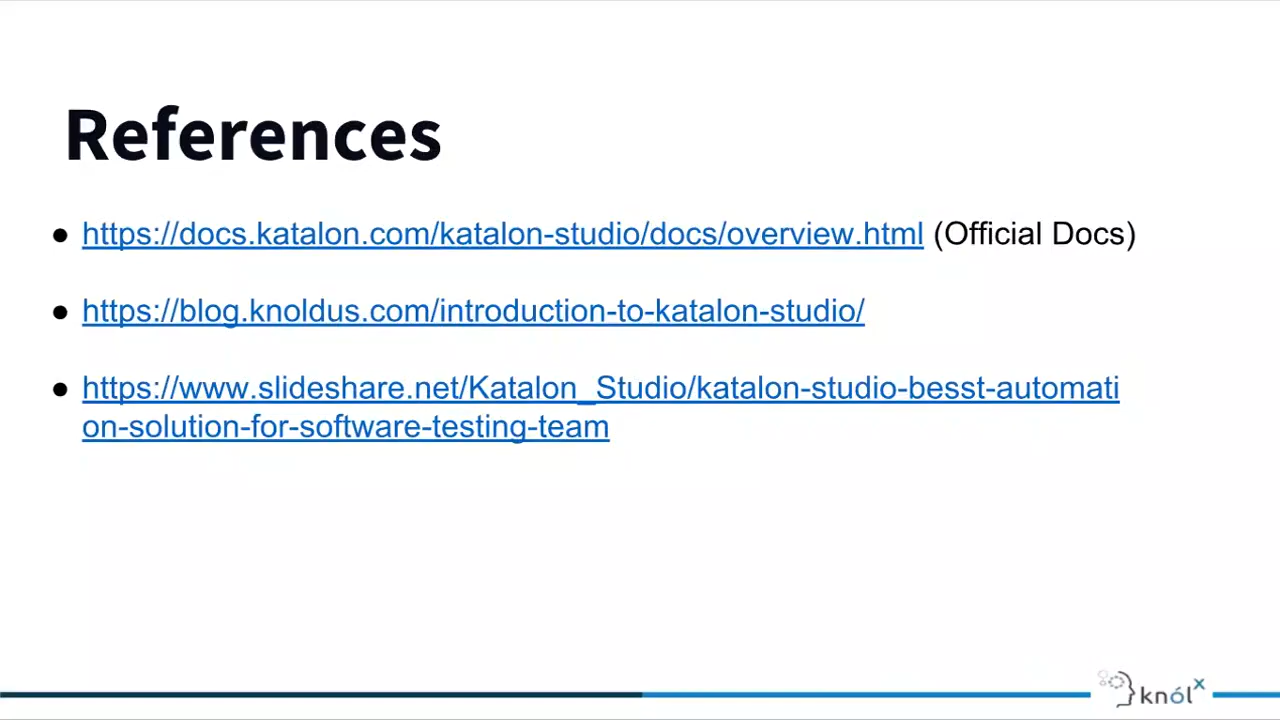 References
● https://docs.katalon.com/katalon-studio/docs/overview.html (Official Docs)
● https://blog.knoldus.com/introduction-to-katalon-studio/
● https://www.slideshare.net/Katalon_Studio/katalon-studio-besst-automati
on-solution-for-software-testing-team
knólx